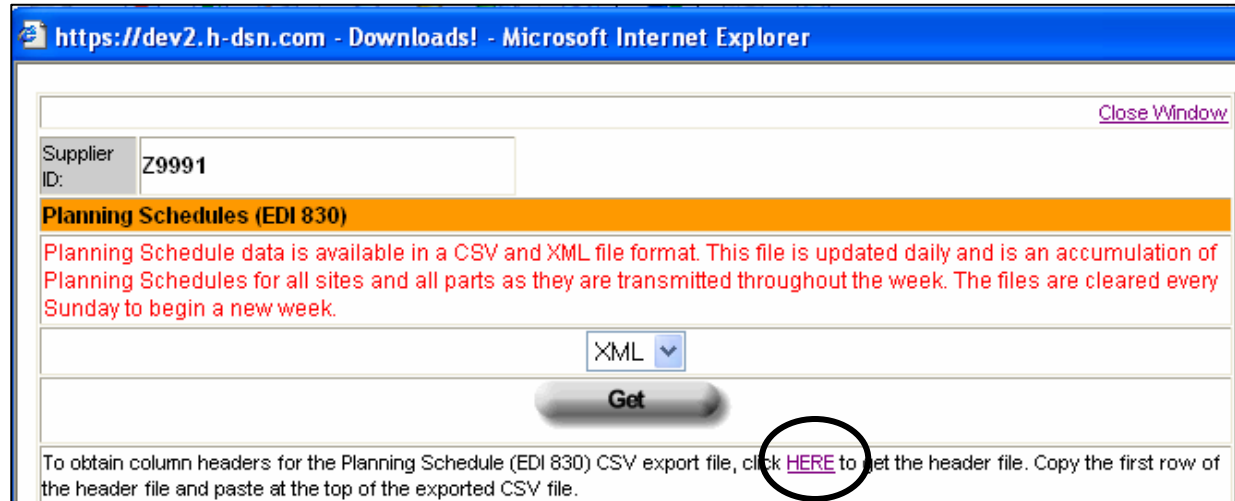 https://dev2.h-dsn.com - Downloads! - Microsoft Internet Explorer
Close Window
Supplier
ID:
Z9991
Planning Schedules (EDI 830)
Planning Schedule data is available in a CSV and XML file format. This file is updated daily and is an accumulation of
Planning Schedules for all sites and all parts as they are transmitted throughout the week. The files are cleared every
Sunday to begin a new week.
XML
Get
To obtain column headers for the Planning Schedule (EDI 830) CSV export file, click HERE to get the header file. Copy the first row of
the header file and paste at the top of the exported CSV file.